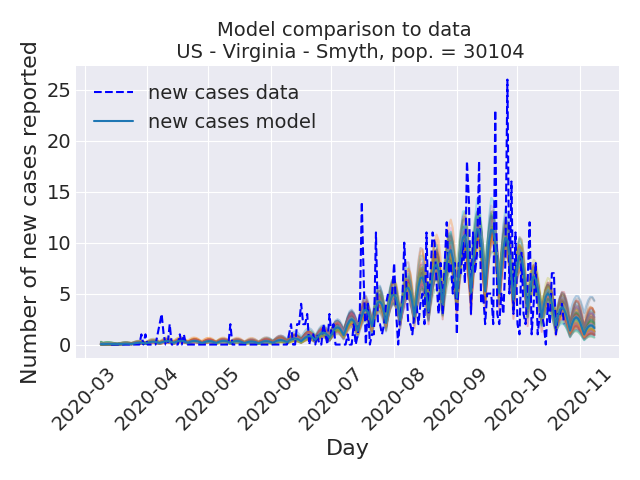 Model comparison to data
US - Virginia - Smyth, pop. = 30104
Number of new cases reported
25
20
15
10
5
0
new cases data
new cases model
2020-03
2020-04
2020-05
2020-06
2020-07
2020-08
2020-09
2020-10
2020-11
Day